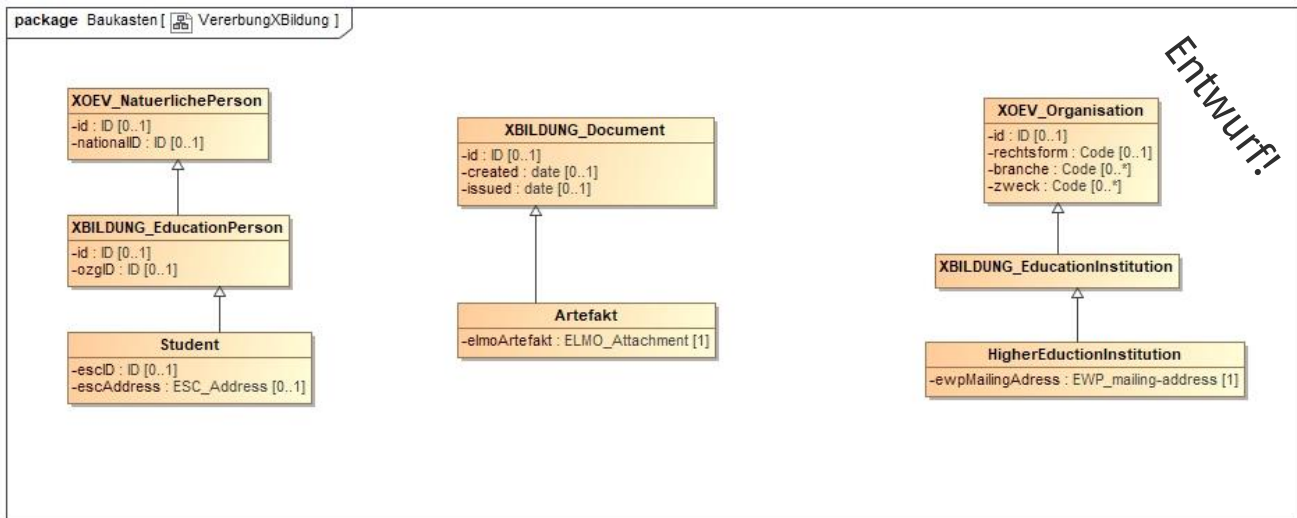 package Baukasten [ VererbungXBildung ]
Entwurf!
XOEV_NatuerlichePerson
-id : ID [0..1]
-nationalID : ID [0..1]
XBILDUNG_EducationPerson
-id : ID [0..1]
-ozgID : ID [0..1]
Student
-escID : ID [0..1]
-escAddress : ESC_Address [0..1]
XBILDUNG_Document
-id : ID [0..1]
-created : date [0..1]
-issued : date [0..1]
Artefakt
-elmoArtefakt : ELMO_Attachment [1]
XOEV_Organisation
-id : ID [0..1]
-rechtsform : Code [0..1]
-branche : Code [0..*]
-zweck : Code [0..*]
XBILDUNG_EducationInstitution
HigherEductionInstitution
-ewpMailingAdress : EWP_mailing-address [1]